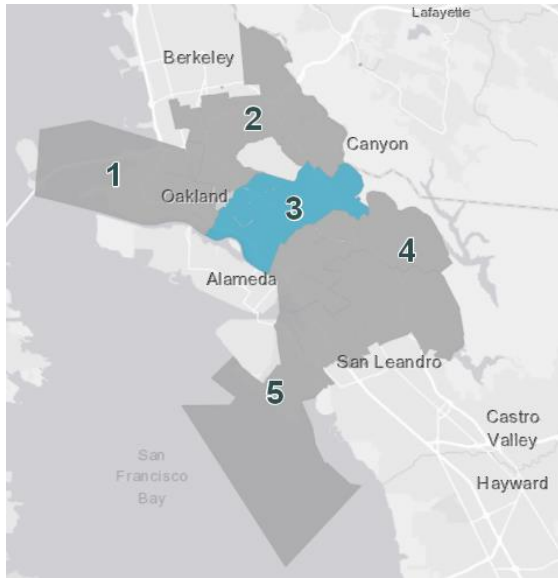 Lafayette
Berkeley
2
Canyon
1
Oakland
3
4
Alameda
San Leandro
5
Castro
Valley
San
Francisco
Bay
Hayward